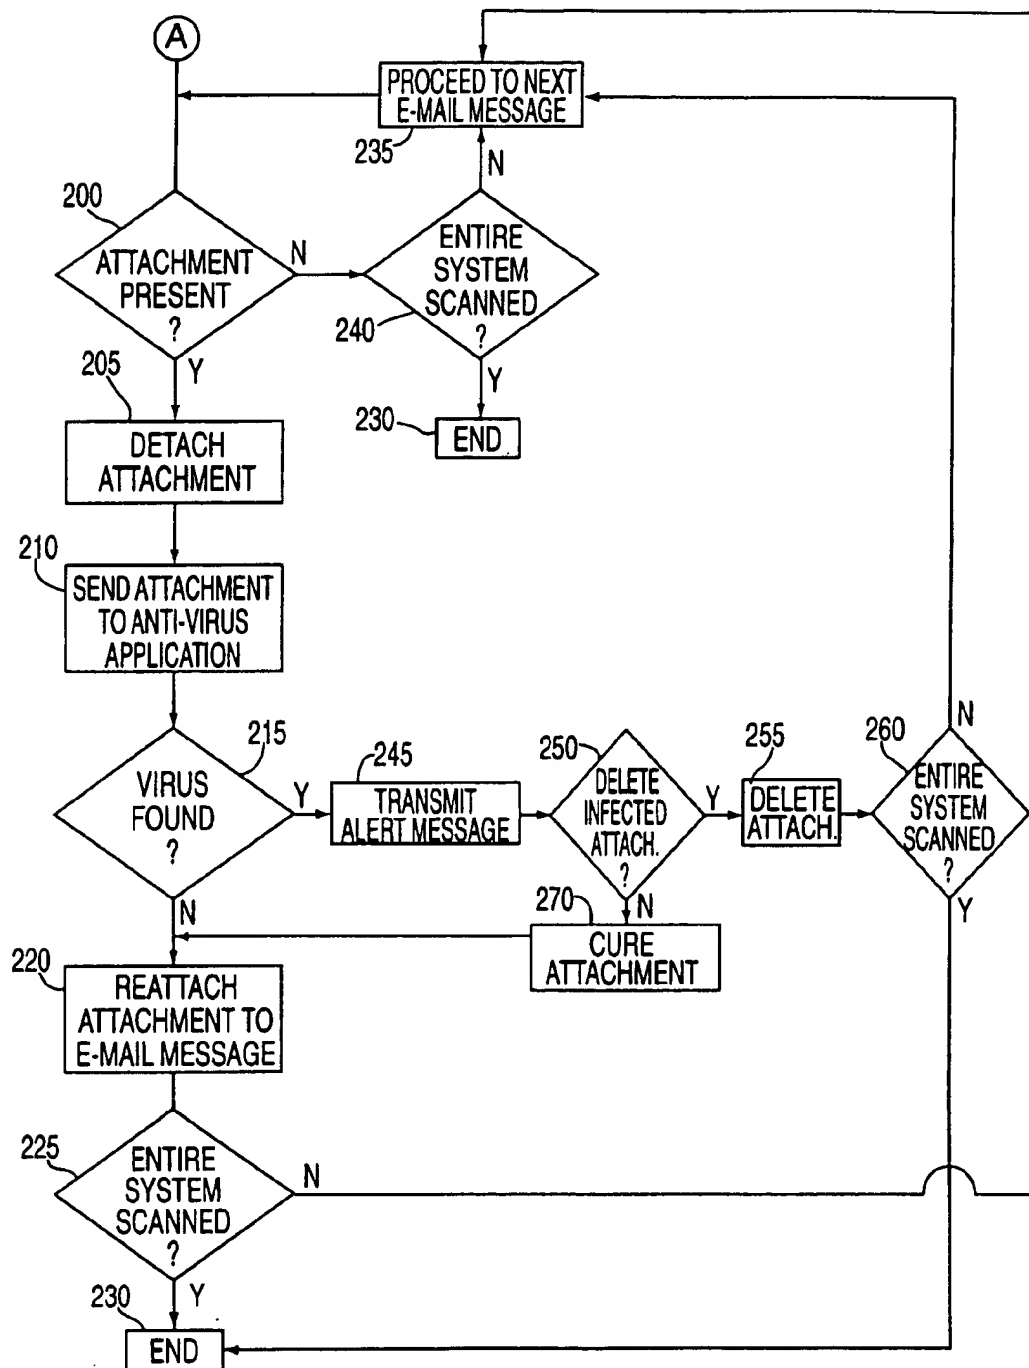 A
PROCEED TO NEXT
E-MAIL MESSAGE
235
N
200
ATTACHMENT
PRESENT
?
N
ENTIRE
SYSTEM
SCANNED
?
240
Y
205
Y
230
END
DETACH
ATTACHMENT
210
SEND ATTACHMENT
TO ANTI-VIRUS
APPLICATION
215
VIRUS
FOUND
?
Y
245
TRANSMIT
ALERT MESSAGE
250
DELETE
INFECTED
ATTACH.
?
Y
255
DELETE
ATTACH.
260
N
ENTIRE
SYSTEM
SCANNED
?
Y
N
270
N
CURE
ATTACHMENT
220
REATTACH
ATTACHMENT TO
E-MAIL MESSAGE
225
ENTIRE
SYSTEM
SCANNED
?
N
Y
230
END